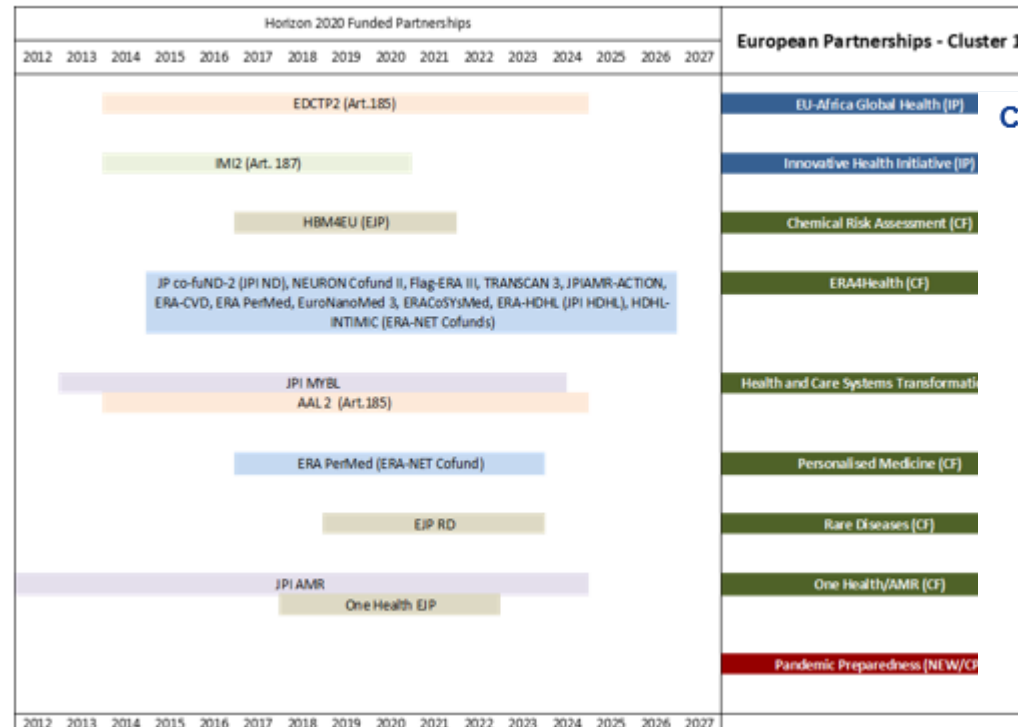 Horizon 2020 Funded Partnerships
European Partnerships - Cluster 1
2012 2013 2014 2015 2016 2017 2018 2019 2020 2021 2022 2023 2024 2025 2026 2027
EDCTP2 (Art.185)
EU-Africa Global Health (IP)
C
IMI2 (Art. 187)
Innovative Health Initiative (IP)
HBM4EU (EJP)
Chemical Risk Assessment (CF)
JP co-fuND-2 (JPI ND), NEURON Cofund II, Flag-ERA III, TRANSCAN 3, JPIAMR-ACTION,
ERA-CVD, ERA PerMed, EuroNanoMed 3, ERACoSYsMed, ERA-HDHL (JPI HDHL), HDHL-
INTIMIC (ERA-NET Cofunds)
ERA4Health (CF)
JPI MYBL
Health and Care Systems Transformati
AAL 2 (Art.185)
ERA PerMed (ERA-NET Cofund)
Personalised Medicine (CF)
EJP RD
Rare Diseases (CF)
JPI AMR
One Health/AMR (CF)
One Health EJP
Pandemic Preparedness (NEW/CP
2012 2013 2014 2015 2016 2017 2018 2019 2020 2021 2022 2023 2024 2025 2026 2027